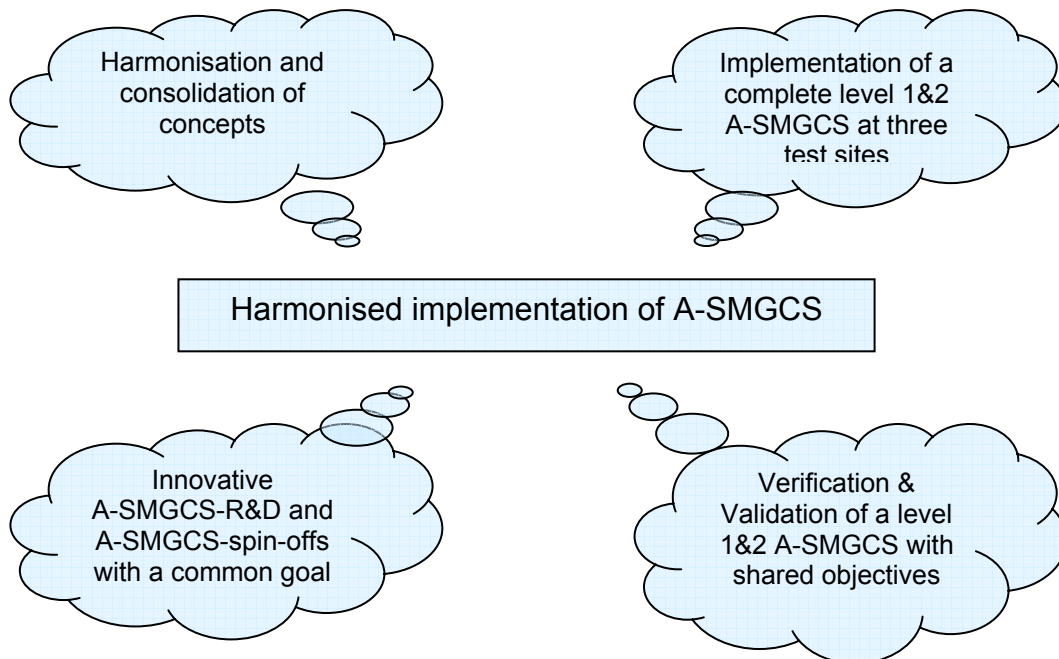 Harmonisation and
consolidation of
concepts
Implementation of a
complete level 1&2
A-SMGCS at three
test sites
Harmonised implementation of A-SMGCS
Innovative
A-SMGCS-R&D and
A-SMGCS-spin-offs
with a common goal
Verification &
Validation of a level
1&2 A-SMGCS with
shared objectives